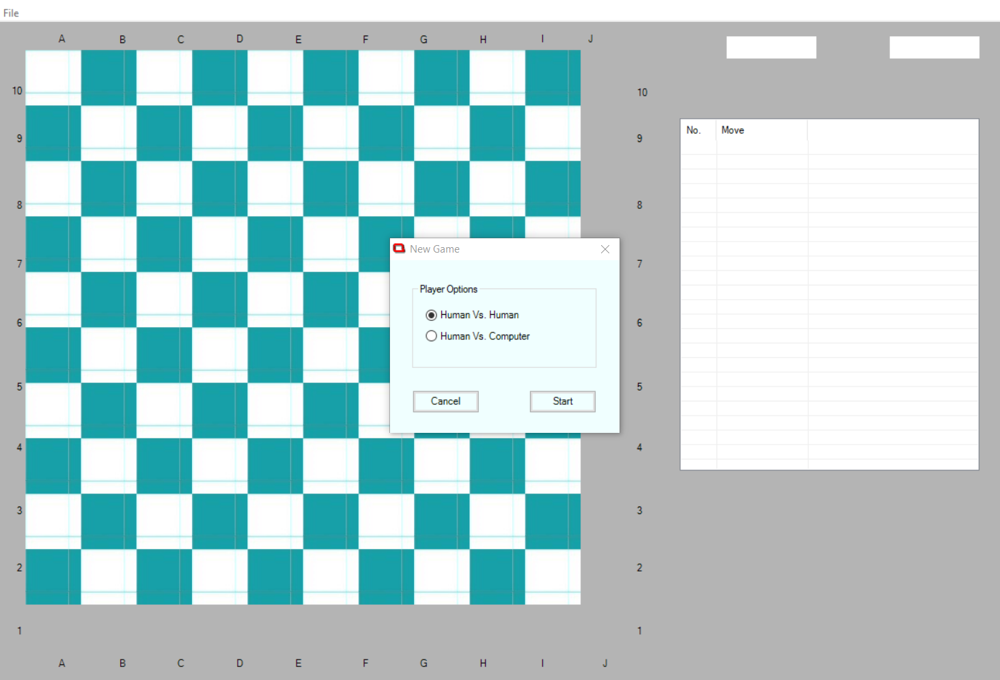 File
A B C D E F G H I J
10 10
No. Move
9 9
8 8
New Game
7 7
Player Options
Human Vs. Human
6 6
Human Vs. Computer
5 5
Cancel Start
4 4
3 3
2 2
1 1
A B C D E F G H I J